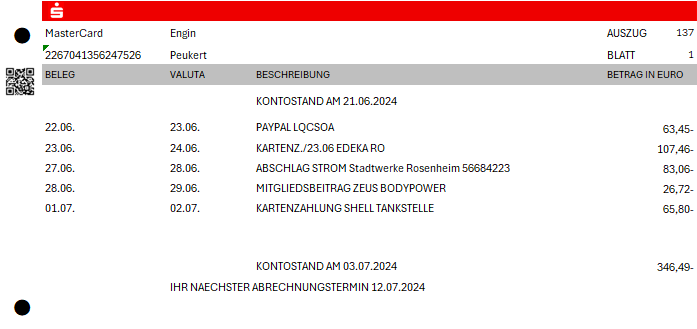 MasterCard Engin AUSZUG 137
2267041356247526 Peukert BLATT 1
BELEG VALUTA BESCHREIBUNG BETRAG IN EURO
KONTOSTAND AM 21.06.2024
22.06. 23.06. PAYPAL LQCSOA 63,45-
23.06. 24.06. KARTENZ./23.06 EDEKA RO 107,46-
27.06. 28.06. ABSCHLAG STROM Stadtwerke Rosenheim 56684223 83,06-
28.06. 29.06. MITGLIEDSBEITRAG ZEUS BODYPOWER 26,72-
01.07. 02.07. KARTENZAHLUNG SHELL TANKSTELLE 65,80-
KONTOSTAND AM 03.07.2024 346,49-
IHR NAECHSTER ABRECHNUNGSTERMIN 12.07.2024